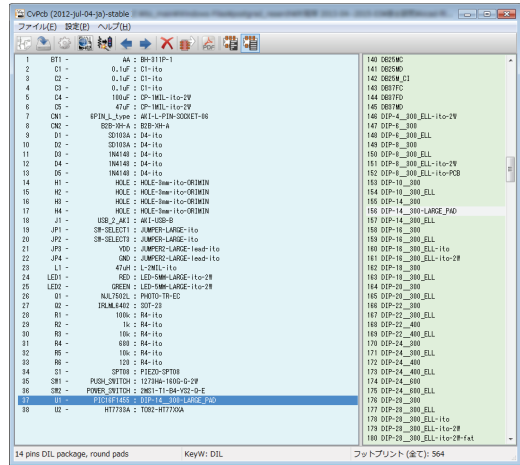 CvPcb (2012-jul-04-ja)-stable
ファイル(F) 設定(P) ヘルプ(H)
1 BT1 - AA : BH-311P-1
2 C1 - 0.1uF : C1-ito
3 C2 - 0.1uF : C1-ito
4 C3 - 0.1uF : C1-ito
5 C4 - 100uF : CP-1MIL-ito-2W
6 C5 - 47uF : CP-1MIL-ito-2W
7 CN1 - 6PIN_L_type : AKI-L-PIN-SOCKET-06
8 CN2 - B2B-XH-A : B2B-XH-A
9 D1 - SD103A : D4-ito
10 D2 - SD103A : D4-ito
11 D3 - 1N4148 : D4-ito
12 D4 - 1N4148 : D4-ito
13 D5 - 1N4148 : D4-ito
14 H1 - HOLE : HOLE-3mm-ito-ORIMIN
15 H2 - HOLE : HOLE-3mm-ito-ORIMIN
16 H3 - HOLE : HOLE-3mm-ito-ORIMIN
17 H4 - HOLE : HOLE-3mm-ito-ORIMIN
18 J1 - USB_2_AKI : AKI-USB-B
19 JP1 - SW-SELECT1 : JUMPER-LARGE-ito
20 JP2 - SW-SELECT3 : JUMPER-LARGE-ito
21 JP3 - VDD : JUMPER2-LARGE-lead-ito
22 JP4 - GND : JUMPER2-LARGE-lead-ito
23 L1 - 47uH : L-2MIL-ito
24 LED1 - RED : LED-5MM-LARGE-ito-2W
25 LED2 - GREEN : LED-5MM-LARGE-ito-2W
26 Q1 - NJL7502L : PHOTO-TR-EC
27 Q2 - IRLML6402 : SOT-23
28 R1 - 100k : R4-ito
29 R2 - 1k : R4-ito
30 R3 - 10k : R4-ito
31 R4 - 680 : R4-ito
32 R5 - 10k : R4-ito
33 R6 - 120 : R4-ito
34 S1 - SPT08 : PIEZO-SPT08
35 SW1 - PUSH_SWITCH : 1273HA-160G-G-2W
36 SW2 - POWER_SWITCH : 2MS1-T1-B4-VS2-Q-E
37 U1 - PIC16F1455 : DIP-14__300-LARGE_PAD
38 U2 - HT7733A : TO92-HT77XXA
140 DB25MC
141 DB25MD
142 DB25M_CI
143 DB37FC
144 DB37FD
145 DB37MD
146 DIP-4__300_ELL-ito-2W
147 DIP-6__300
148 DIP-6__300_ELL
149 DIP-8__300
150 DIP-8__300_ELL
151 DIP-8__300_ELL-ito-2W
152 DIP-8__300_ELL-ito-PCB
153 DIP-10__300
154 DIP-10__300_ELL
155 DIP-14__300
156 DIP-14__300-LARGE_PAD
157 DIP-14__300_ELL
158 DIP-16__300
159 DIP-16__300_ELL
160 DIP-16__300_ELL-ito
161 DIP-16__300_ELL-ito-2W
162 DIP-18__300
163 DIP-18__300_ELL
164 DIP-20__300
165 DIP-20__300_ELL
166 DIP-22__300
167 DIP-22__300_ELL
168 DIP-22__400
169 DIP-22__400_ELL
170 DIP-24__300
171 DIP-24__300_ELL
172 DIP-24__400
173 DIP-24__400_ELL
174 DIP-24__600
175 DIP-24__600_ELL
176 DIP-28__300
177 DIP-28__300_ELL
178 DIP-28__300_ELL-ito
179 DIP-28__300_ELL-ito-2W
180 DIP-28__300_ELL-ito-2W-fat
14 pins DIL package, round pads KeyW: DIL フットプリント (全て): 564